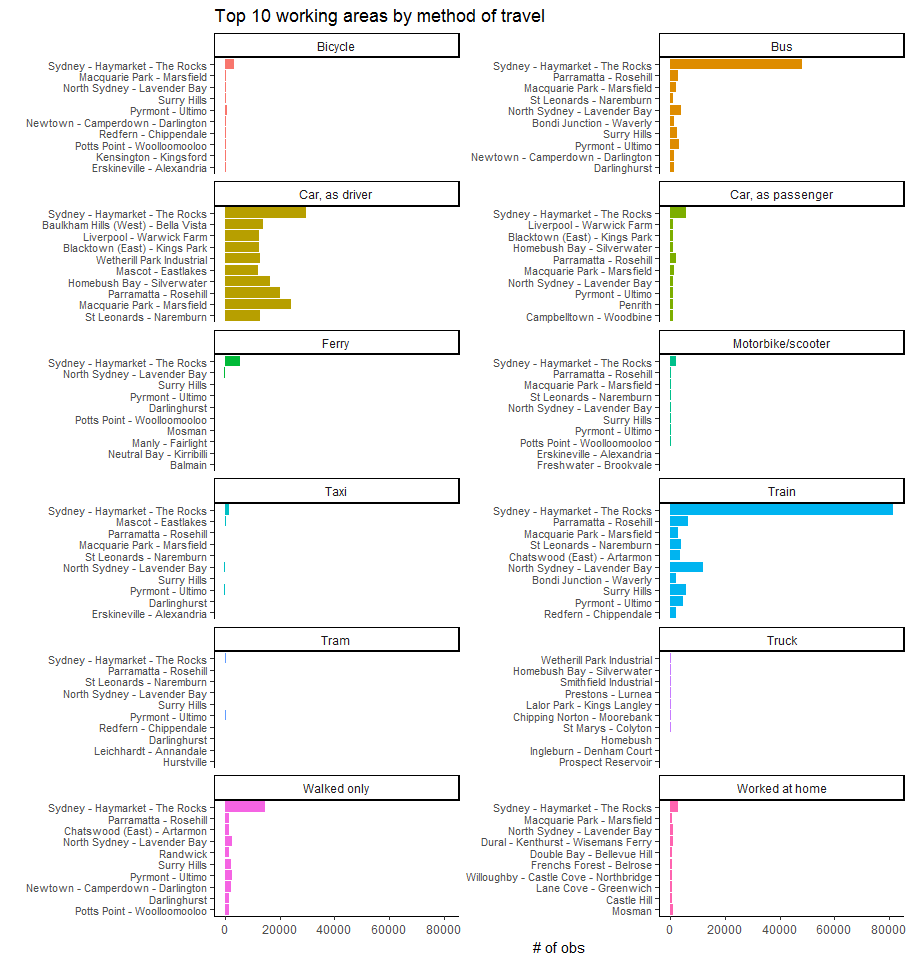 Top 10 working areas by method of travel
Bicycle
Sydney - Haymarket - The Rocks
Macquarie Park - Marsfield
North Sydney - Lavender Bay
Surry Hills
Pyrmont - Ultimo
Newtown - Camperdown - Darlington
Redfern - Chippendale
Potts Point - Woolloomooloo
Kensington - Kingsford
Erskineville - Alexandria
Bus
Sydney - Haymarket - The Rocks
Parramatta - Rosehill
Macquarie Park - Marsfield
St Leonards - Naremburn
North Sydney - Lavender Bay
Bondi Junction - Waverly
Surry Hills
Pyrmont - Ultimo
Newtown - Camperdown - Darlington
Darlinghurst
Car, as driver
Sydney - Haymarket - The Rocks
Baulkham Hills (West) - Bella Vista
Liverpool - Warwick Farm
Blacktown (East) - Kings Park
Wetherill Park Industrial
Mascot - Eastlakes
Homebush Bay - Silverwater
Parramatta - Rosehill
Macquarie Park - Marsfield
St Leonards - Naremburn
Car, as passenger
Sydney - Haymarket - The Rocks
Liverpool - Warwick Farm
Blacktown (East) - Kings Park
Homebush Bay - Silverwater
Parramatta - Rosehill
Macquarie Park - Marsfield
North Sydney - Lavender Bay
Pyrmont - Ultimo
Penrith
Campbelltown - Woodbine
Ferry
Sydney - Haymarket - The Rocks
North Sydney - Lavender Bay
Surry Hills
Pyrmont - Ultimo
Darlinghurst
Potts Point - Woolloomooloo
Mosman
Manly - Fairlight
Neutral Bay - Kirribilli
Balmain
Motorbike/scooter
Sydney - Haymarket - The Rocks
Parramatta - Rosehill
Macquarie Park - Marsfield
St Leonards - Naremburn
North Sydney - Lavender Bay
Surry Hills
Pyrmont - Ultimo
Potts Point - Woolloomooloo
Erskineville - Alexandria
Freshwater - Brookvale
Taxi
Sydney - Haymarket - The Rocks
Mascot - Eastlakes
Parramatta - Rosehill
Macquarie Park - Marsfield
St Leonards - Naremburn
North Sydney - Lavender Bay
Surry Hills
Pyrmont - Ultimo
Darlinghurst
Erskineville - Alexandria
Train
Sydney - Haymarket - The Rocks
Parramatta - Rosehill
Macquarie Park - Marsfield
St Leonards - Naremburn
Chatswood (East) - Artarmon
North Sydney - Lavender Bay
Bondi Junction - Waverly
Surry Hills
Pyrmont - Ultimo
Redfern - Chippendale
Tram
Sydney - Haymarket - The Rocks
Parramatta - Rosehill
St Leonards - Naremburn
North Sydney - Lavender Bay
Surry Hills
Pyrmont - Ultimo
Redfern - Chippendale
Darlinghurst
Leichhardt - Annandale
Hurstville
Truck
Wetherill Park Industrial
Homebush Bay - Silverwater
Smithfield Industrial
Prestons - Lurnea
Lalor Park - Kings Langley
Chipping Norton - Moorebank
St Marys - Colyton
Homebush
Ingleburn - Denham Court
Prospect Reservoir
Walked only
Sydney - Haymarket - The Rocks
Parramatta - Rosehill
Chatswood (East) - Artarmon
North Sydney - Lavender Bay
Randwick
Surry Hills
Pyrmont - Ultimo
Newtown - Camperdown - Darlington
Darlinghurst
Potts Point - Woolloomooloo
0 20000 40000 60000 80000
Worked at home
Sydney - Haymarket - The Rocks
Macquarie Park - Marsfield
North Sydney - Lavender Bay
Dural - Kenthurst - Wisemans Ferry
Double Bay - Bellevue Hill
Frenchs Forest - Belrose
Willoughby - Castle Cove - Northbridge
Lane Cove - Greenwich
Castle Hill
Mosman
0 20000 40000 60000 80000
# of obs